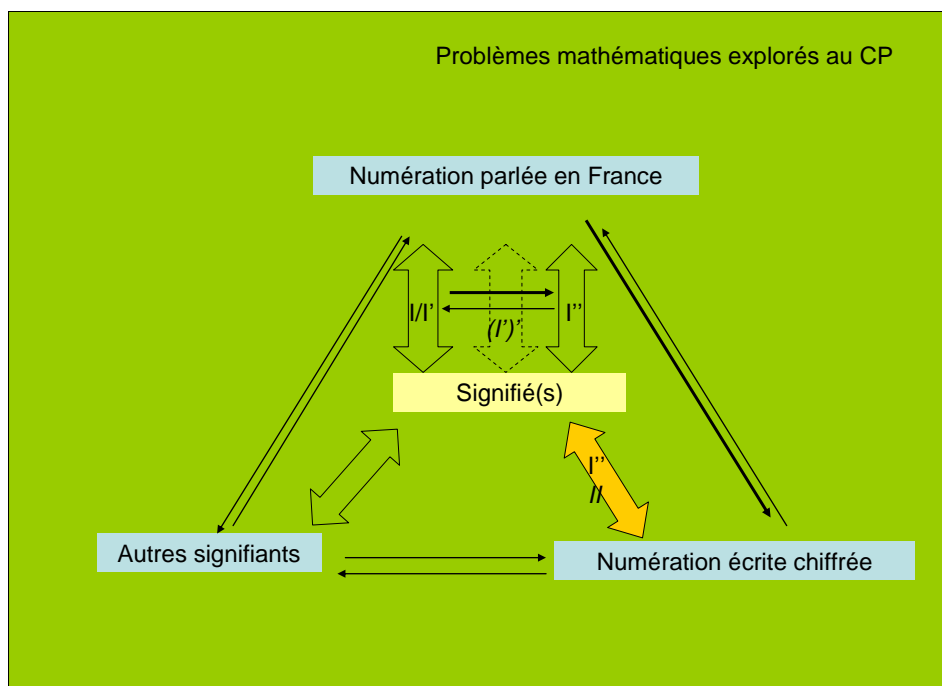 Problèmes mathématiques explorés au CP
Numération parlée en France
I/I’
(I’)’
I’’
Signifié(s)
I’’
II
Autres signifiants
Numération écrite chiffrée